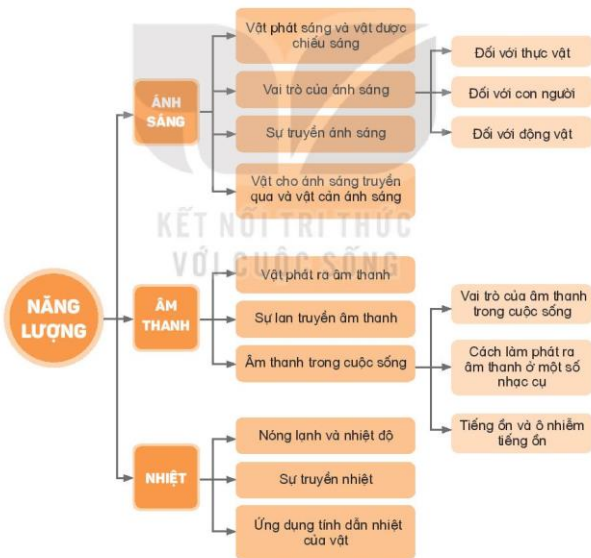 NĂNG
LƯỢNG
ÁNH
SÁNG
Vật phát sáng và vật được
chiếu sáng
Vai trò của ánh sáng
Đối với thực vật
Đối với con người
Đối với động vật
Sự truyền ánh sáng
Vật cho ánh sáng truyền
qua và vật cản ánh sáng
KẾT NỐI TRI THỨC
VỚI CUỘC SỐNG
ÂM
THANH
Vật phát ra âm thanh
Sự lan truyền âm thanh
Âm thanh trong cuộc sống
Vai trò của âm thanh
trong cuộc sống
Cách làm phát ra
âm thanh ở một số
nhạc cụ
Tiếng ồn và ô nhiễm
tiếng ồn
NHIỆT
Nóng lạnh và nhiệt độ
Sự truyền nhiệt
Ứng dụng tính dẫn nhiệt
của vật